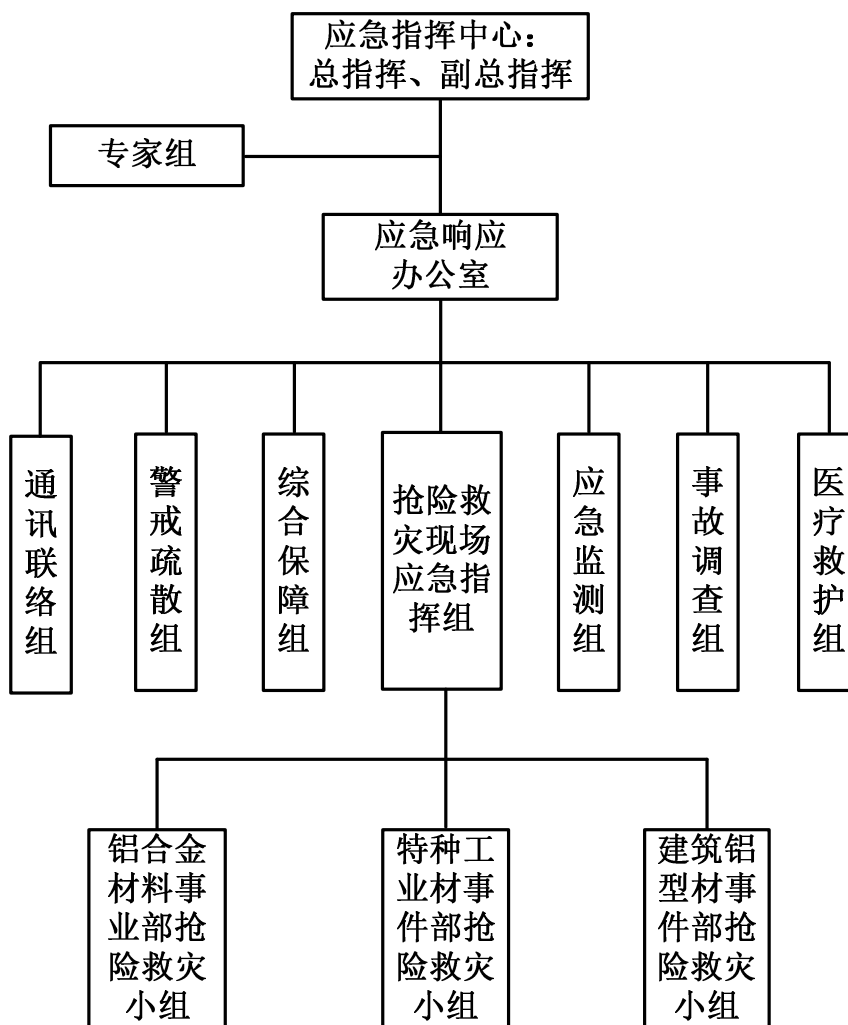 应急指挥中心：
总指挥、副总指挥
专家组
应急响应
办公室
通讯联络组
警戒疏散组
综合保障组
抢险救
灾现场
应急指
挥组
应急监测组
事故调查组
医疗救护组
铝合金
材料事
业部抢
险救灾
小组
特种工
业材事
件部抢
险救灾
小组
建筑铝
型材事
件部抢
险救灾
小组